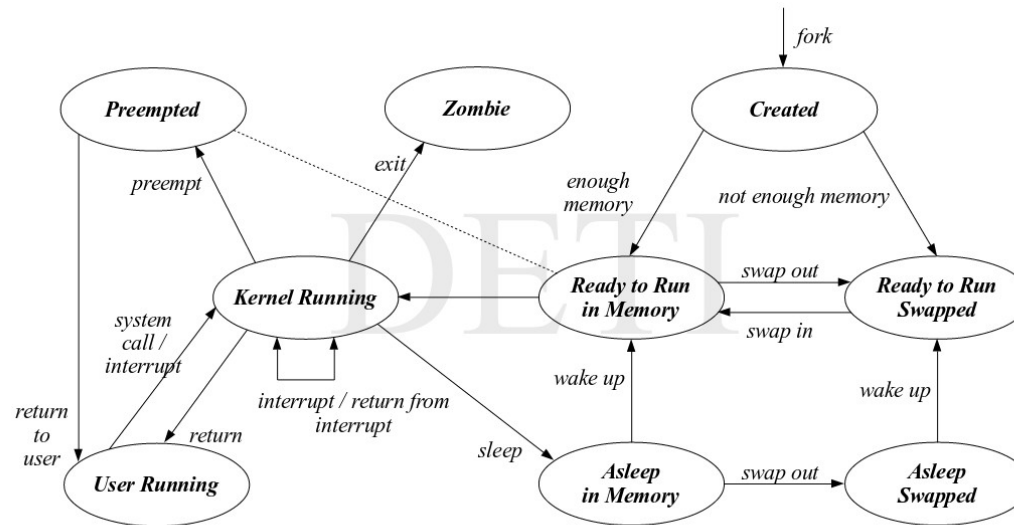 fork
Preempted
Zombie
Created
exit
preempt
enough
memory
not enough memory
DETI
Kernel Running
Ready to Run
in Memory
swap out
swap in
Ready to Run
Swapped
system
call /
interrupt
interrupt / return from
interrupt
wake up
wake up
return
to
user
return
sleep
User Running
Asleep
in Memory
swap out
Asleep
Swapped